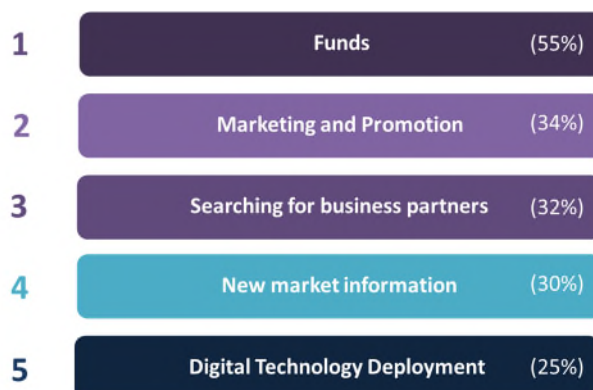 1 Funds (55%)
2 Marketing and Promotion (34%)
3 Searching for business partners (32%)
4 New market information (30%)
5 Digital Technology Deployment (25%)